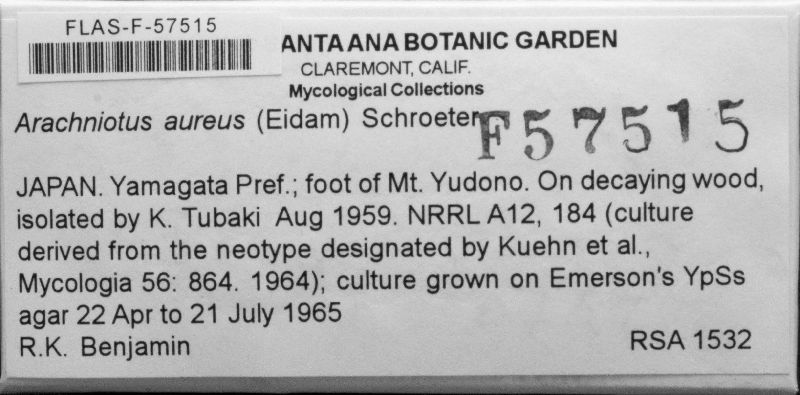 FLAS-F-57515
ANTA ANA BOTANIC GARDEN
CLAREMONT, CALIF.
Mycological Collections
Arachniotus aureus (Eidam) Schroeter
F57515
JAPAN. Yamagata Pref.; foot of Mt. Yudono. On decaying wood,
isolated by K. Tubaki Aug 1959. NRRL A12, 184 (culture
derived from the neotype designated by Kuehn et al.,
Mycologia 56: 864. 1964); culture grown on Emerson's YpSs
agar 22 Apr to 21 July 1965
R.K. Benjamin
RSA 1532